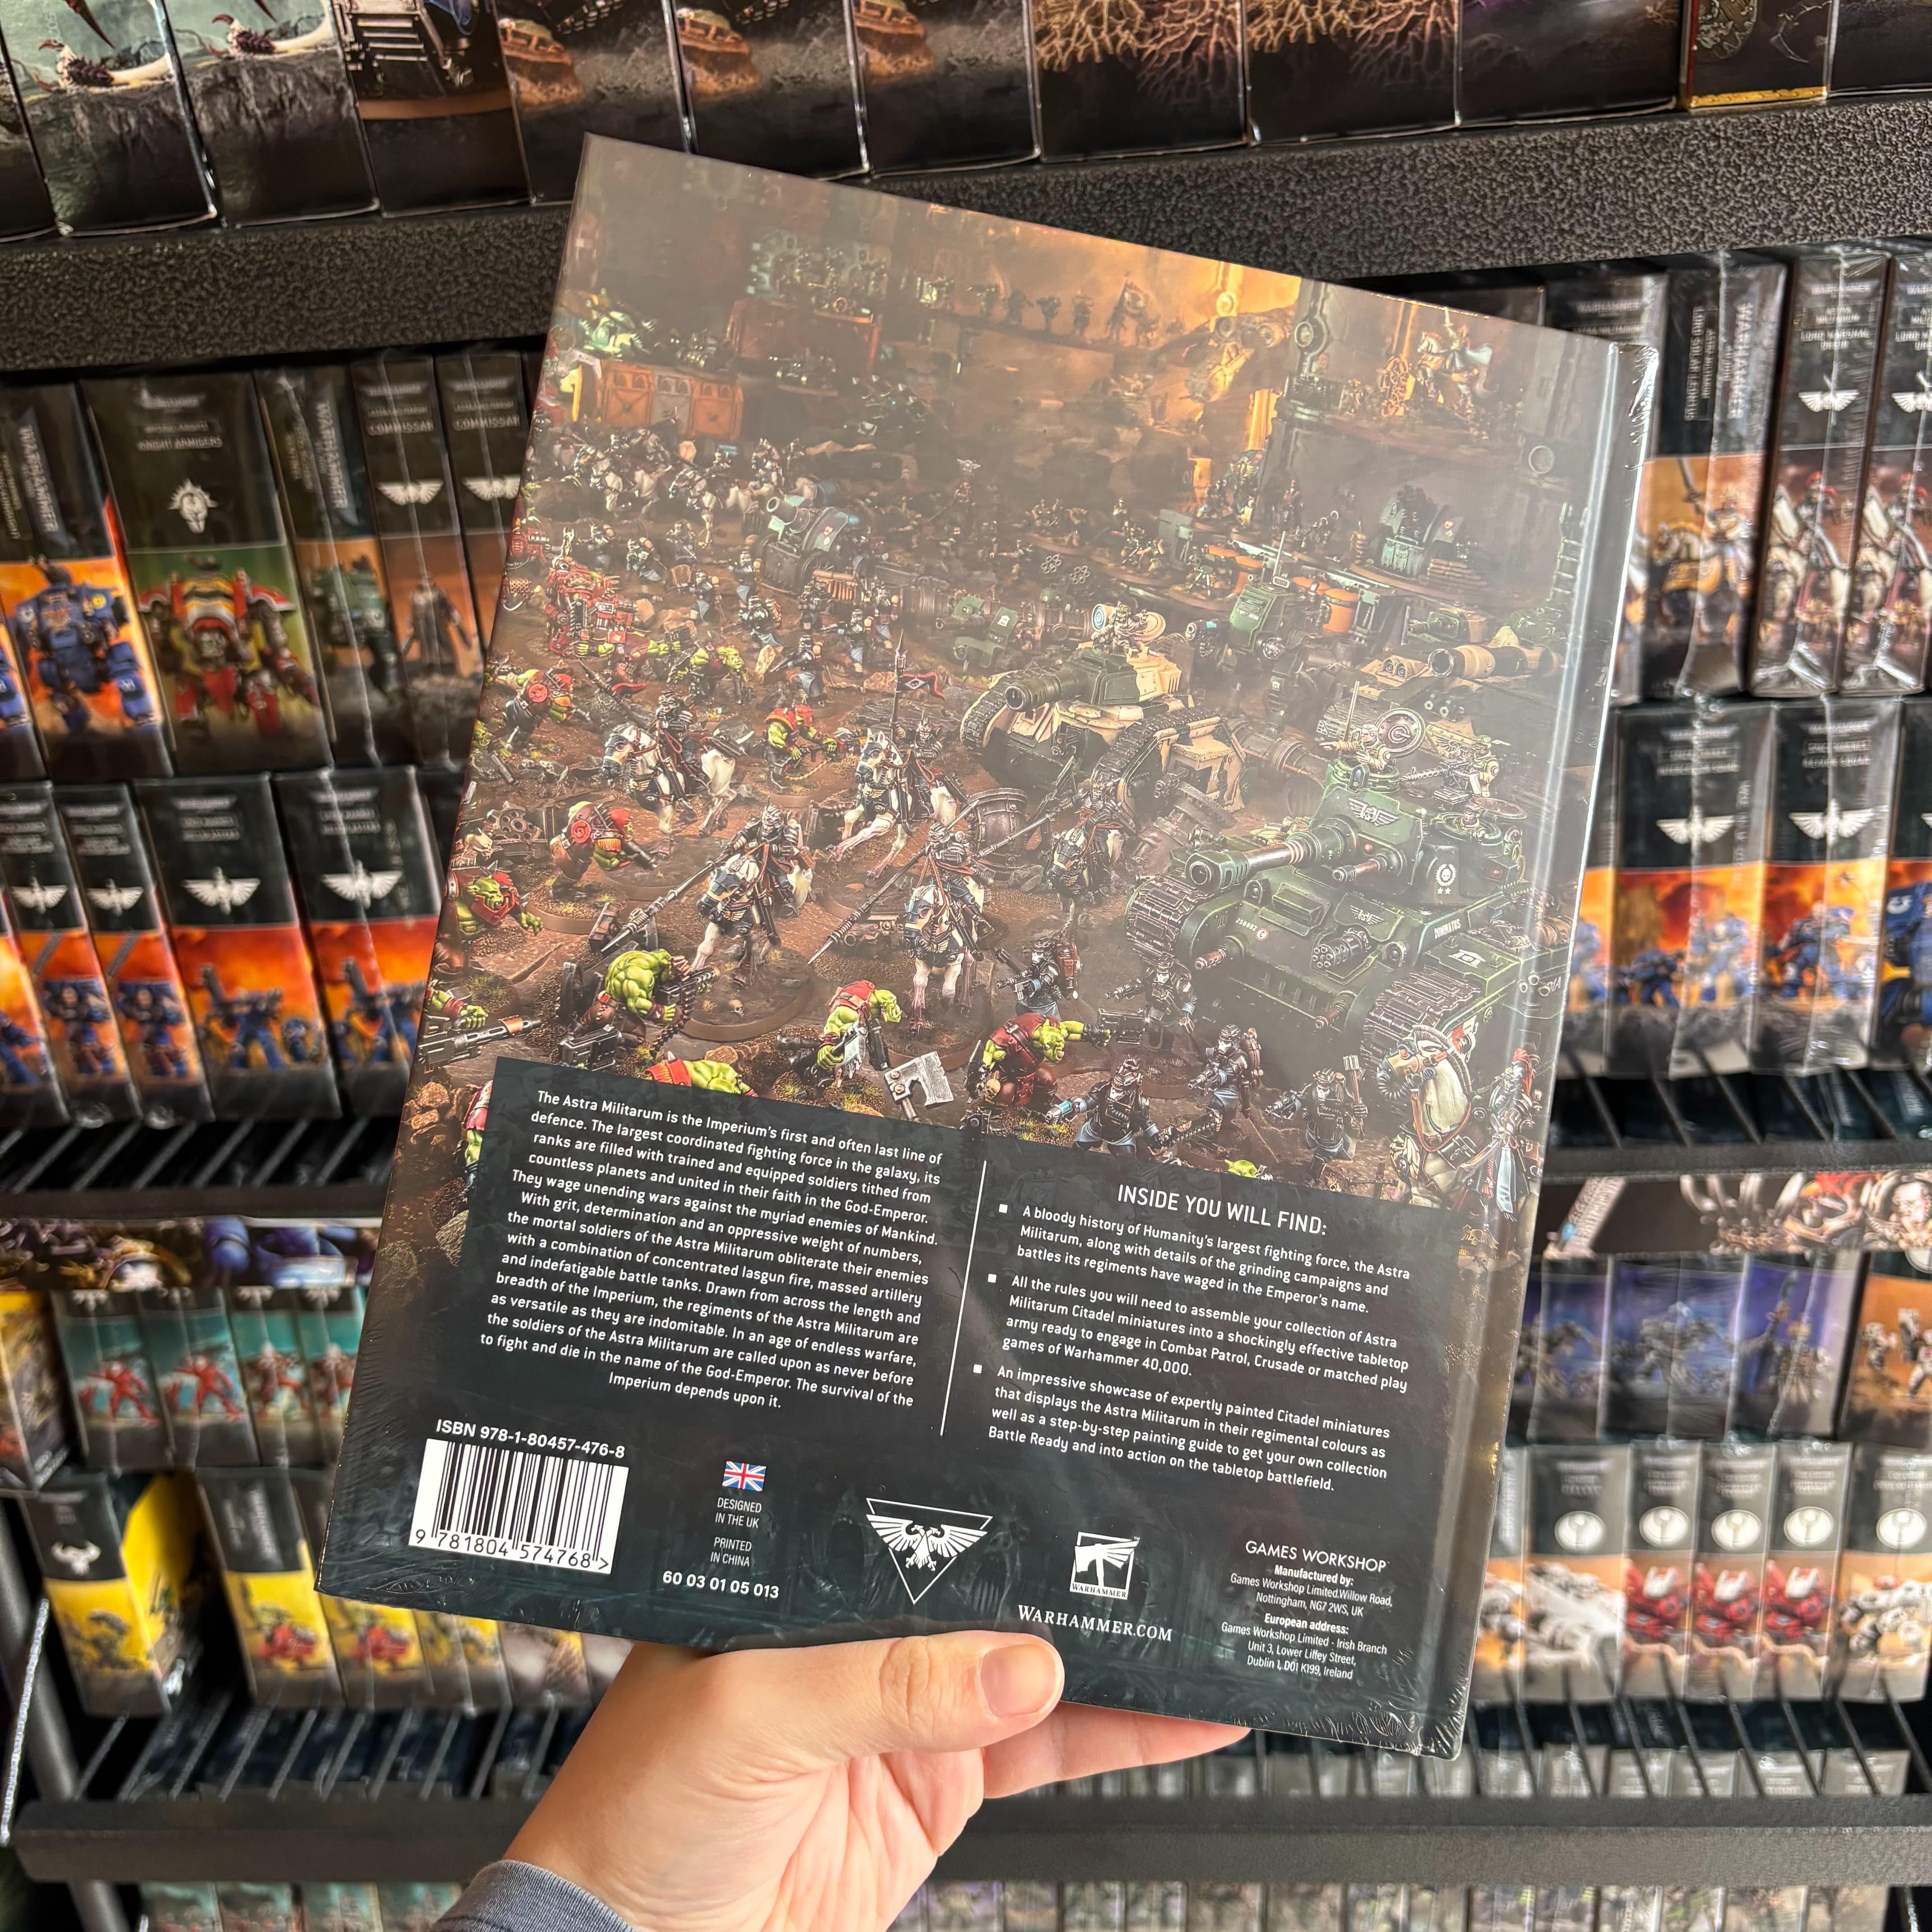 COMMISSAR
KNIGHT ARMIGERS
WARHAMMER
The Astra Militarum is the Imperium's first and often last line of
defence. The largest coordinated fighting force in the galaxy, its
ranks are filled with trained and equipped soldiers tithed from
countless planets and united in their faith in the God-Emperor.
They wage unending wars against the myriad enemies of Mankind.
With grit, determination and an oppressive weight of numbers,
the mortal soldiers of the Astra Militarum obliterate their enemies
with a combination of concentrated lasgun fire, massed artillery
and indefatigable battle tanks. Drawn from across the length and
breadth of the Imperium, the regiments of the Astra Militarum are
as versatile as they are indomitable. In an age of endless warfare,
the soldiers of the Astra Militarum are called upon as never before
to fight and die in the name of the God-Emperor. The survival of the
Imperium depends upon it.
INSIDE YOU WILL FIND:
■ A bloody history of Humanity's largest fighting force, the Astra
Militarum, along with details of the grinding campaigns and
battles its regiments have waged in the Emperor's name.
■ All the rules you will need to assemble your collection of Astra
Militarum Citadel miniatures into a shockingly effective tabletop
army ready to engage in Combat Patrol, Crusade or matched play
games of Warhammer 40,000.
■ An impressive showcase of expertly painted Citadel miniatures
that displays the Astra Militarum in their regimental colours as
well as a step-by-step painting guide to get your own collection
Battle Ready and into action on the tabletop battlefield.
ISBN 978-1-80457-476-8
9 781804 574768 >
DESIGNED
IN THE UK
PRINTED
IN CHINA
60 03 01 05 013
WARHAMMER
WARHAMMER.COM
GAMES WORKSHOP
Manufactured by:
Games Workshop Limited.Willow Road,
Nottingham, NG7 2WS, UK
European address:
Games Workshop Limited - Irish Branch
Unit 3, Lower Liffey Street,
Dublin 1, D01 K199, Ireland